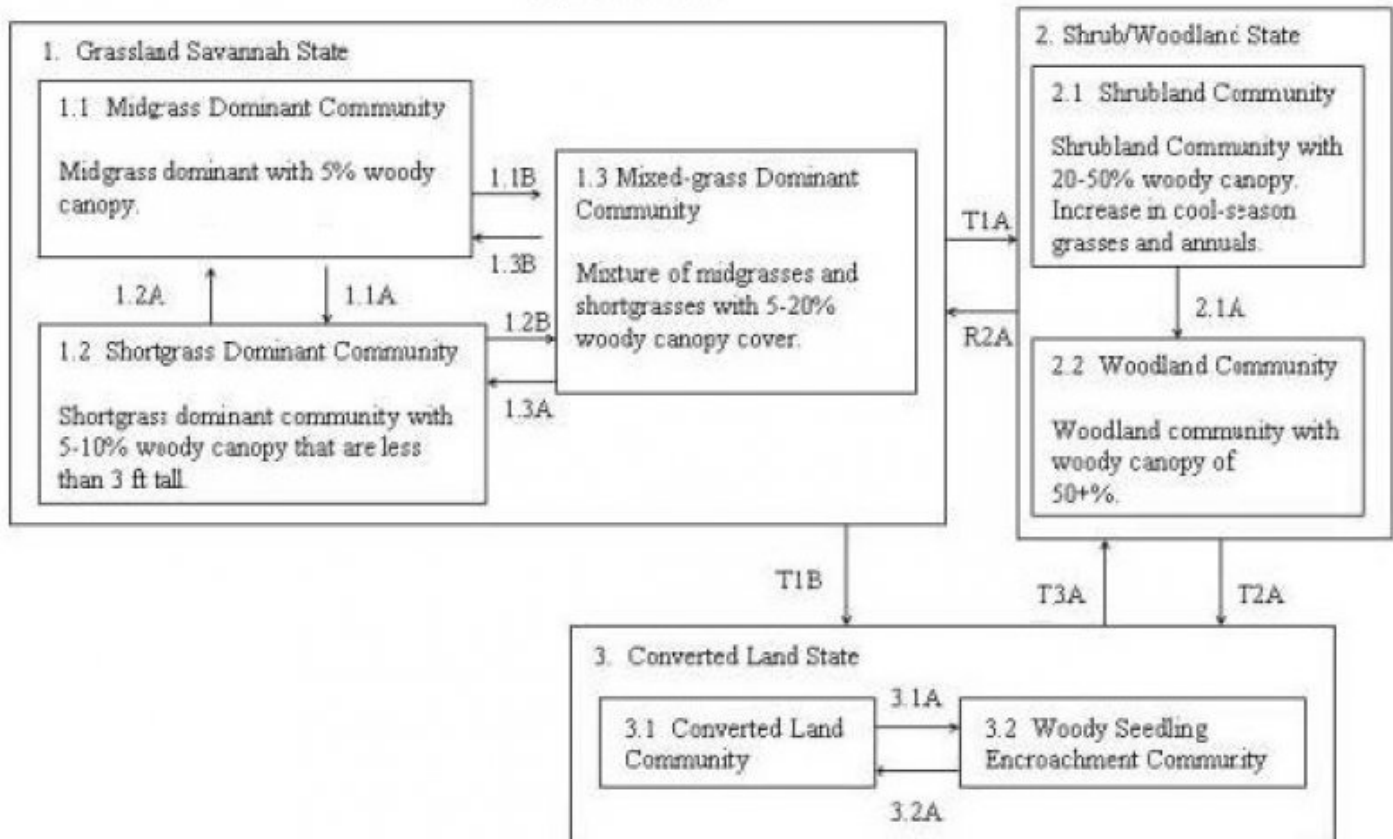 1. Grassland Savannah State
1.1 Midgrass Dominant Community
Midgrass dominant with 5% woody
canopy.
1.1B
1.3B
1.2A
1.1A
1.2 Shortgrass Dominant Community
Shortgrass dominant community with
5-10% woody canopy that are less
than 3 ft tall.
1.2B
1.3A
1.3 Mixed-grass Dominant
Community
Mixture of midgrasses and
shortgrasses with 5-20%
woody canopy cover.
T1A
R2A
2. Shrub/Woodland State
2.1 Shrubland Community
Shrubland Community with
20-50% woody canopy.
Increase in cool-season
grasses and annuals.
2.1A
2.2 Woodland Community
Woodland community with
woody canopy of
50+%.
T1B
T3A
T2A
3. Converted Land State
3.1 Converted Land
Community
3.1A
3.2A
3.2 Woody Seedling
Encroachment Community